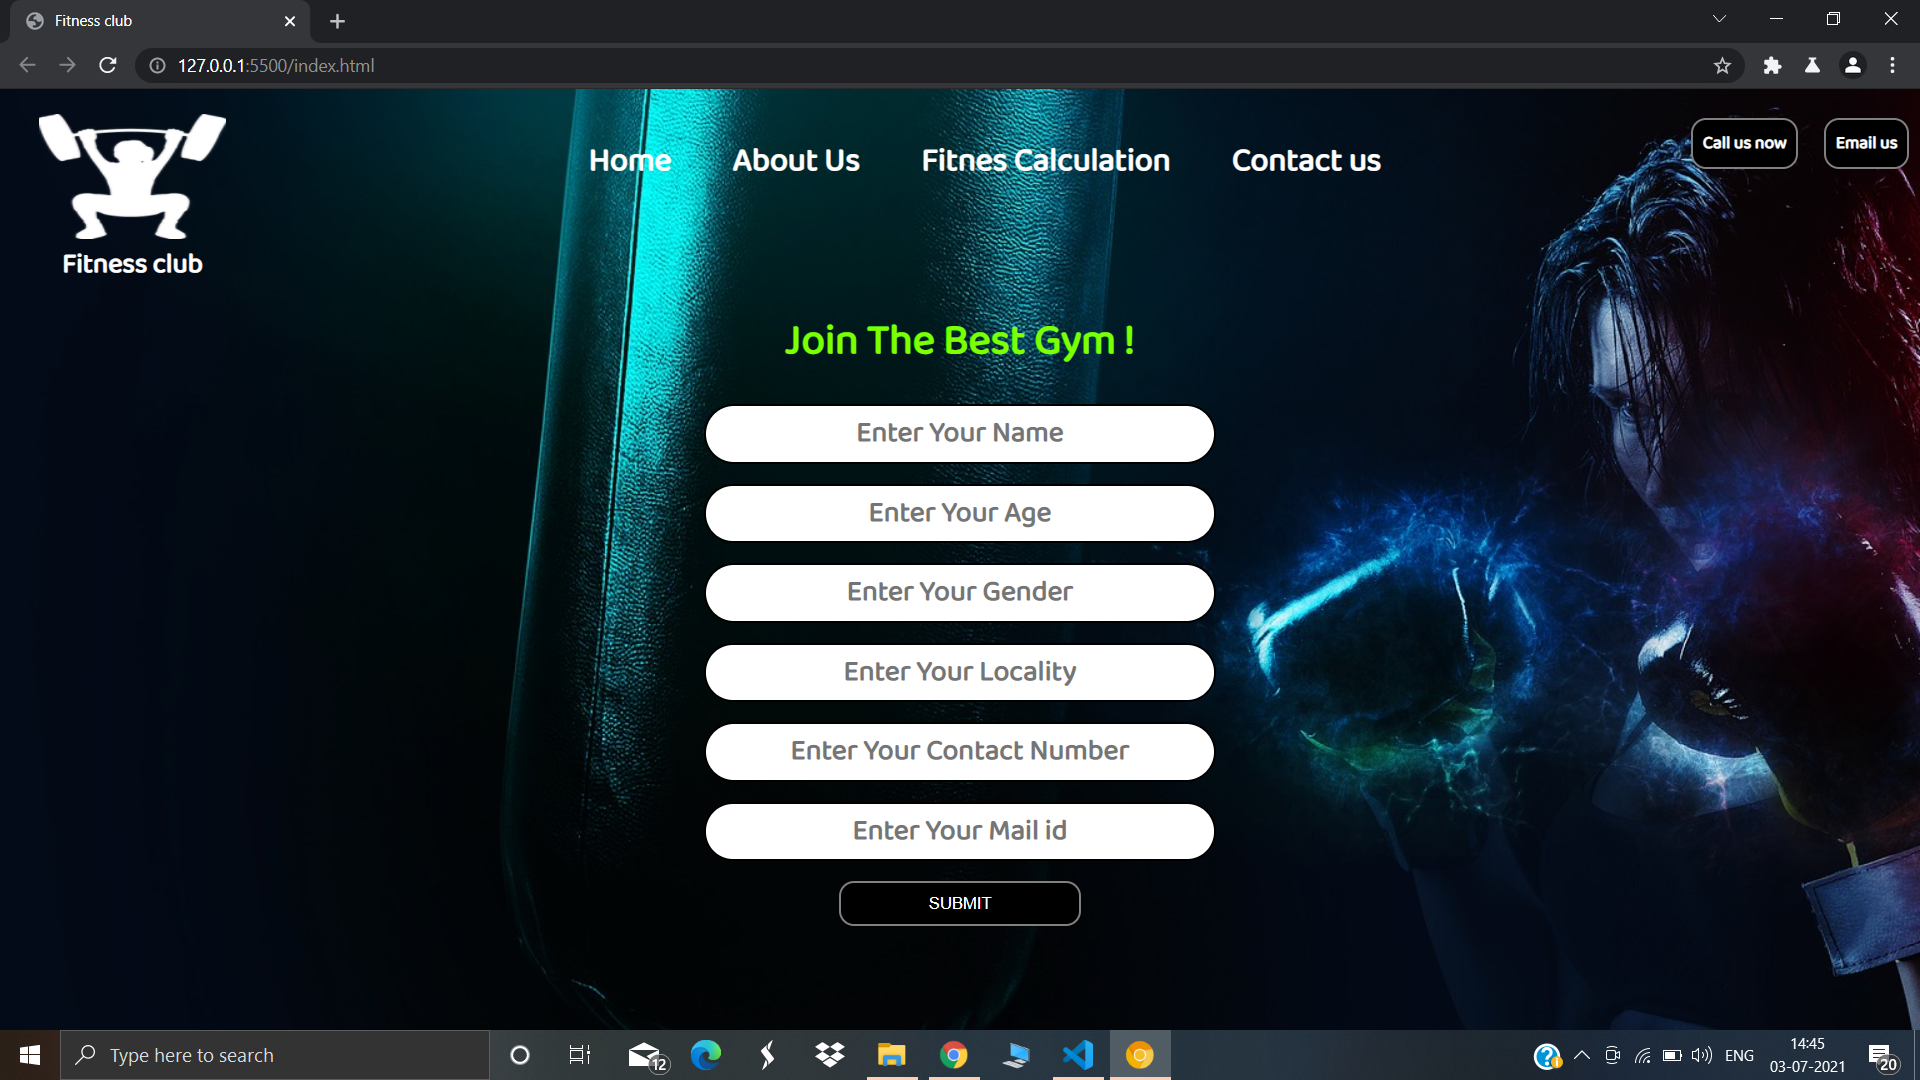 Fitness club
127.0.0.1:5500/index.html
Home About Us Fitnes Calculation Contact us
Call us now Email us
Fitness club
Join The Best Gym !
Enter Your Name
Enter Your Age
Enter Your Gender
Enter Your Locality
Enter Your Contact Number
Enter Your Mail id
SUBMIT
Type here to search
12
ENG
14:45
03-07-2021
20